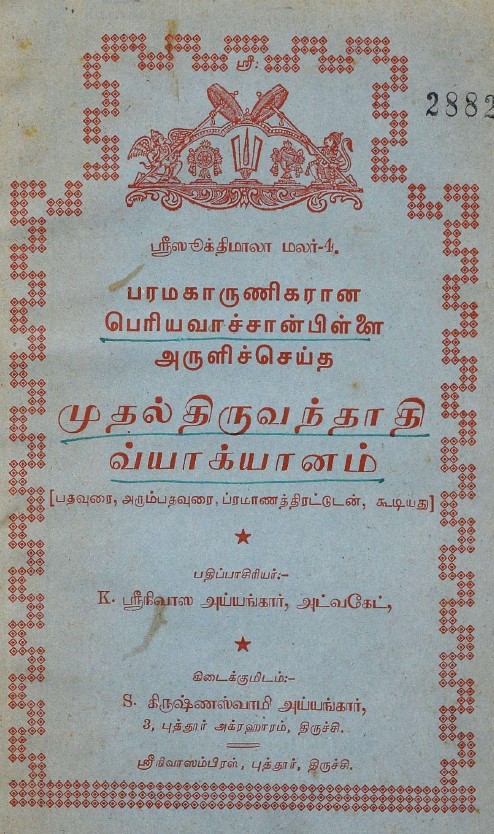 ஸ்ரீ:
2882
ஸ்ரீஸூக்திமாலா மலர்-4.
பரமகாருணிகரான
பெரியவாச்சான்பிள்ளை
அருளிச்செய்த
முதல்திருவந்தாதி
வ்யாக்யானம்
[பதவுரை, அரும்பதவுரை, ப்ரமாணத்திரட்டுடன், கூடியது]
பதிப்பாசிரியர்:-
K. ஸ்ரீநிவாஸ அய்யங்கார், அட்வகேட்,
கிடைக்குமிடம்:-
S. கிருஷ்ணஸ்வாமி அய்யங்கார்,
3, புத்தூர் அக்ரஹாரம், திருச்சி.
ஸ்ரீநிவாஸம்பிரஸ், புத்தூர், திருச்சி.